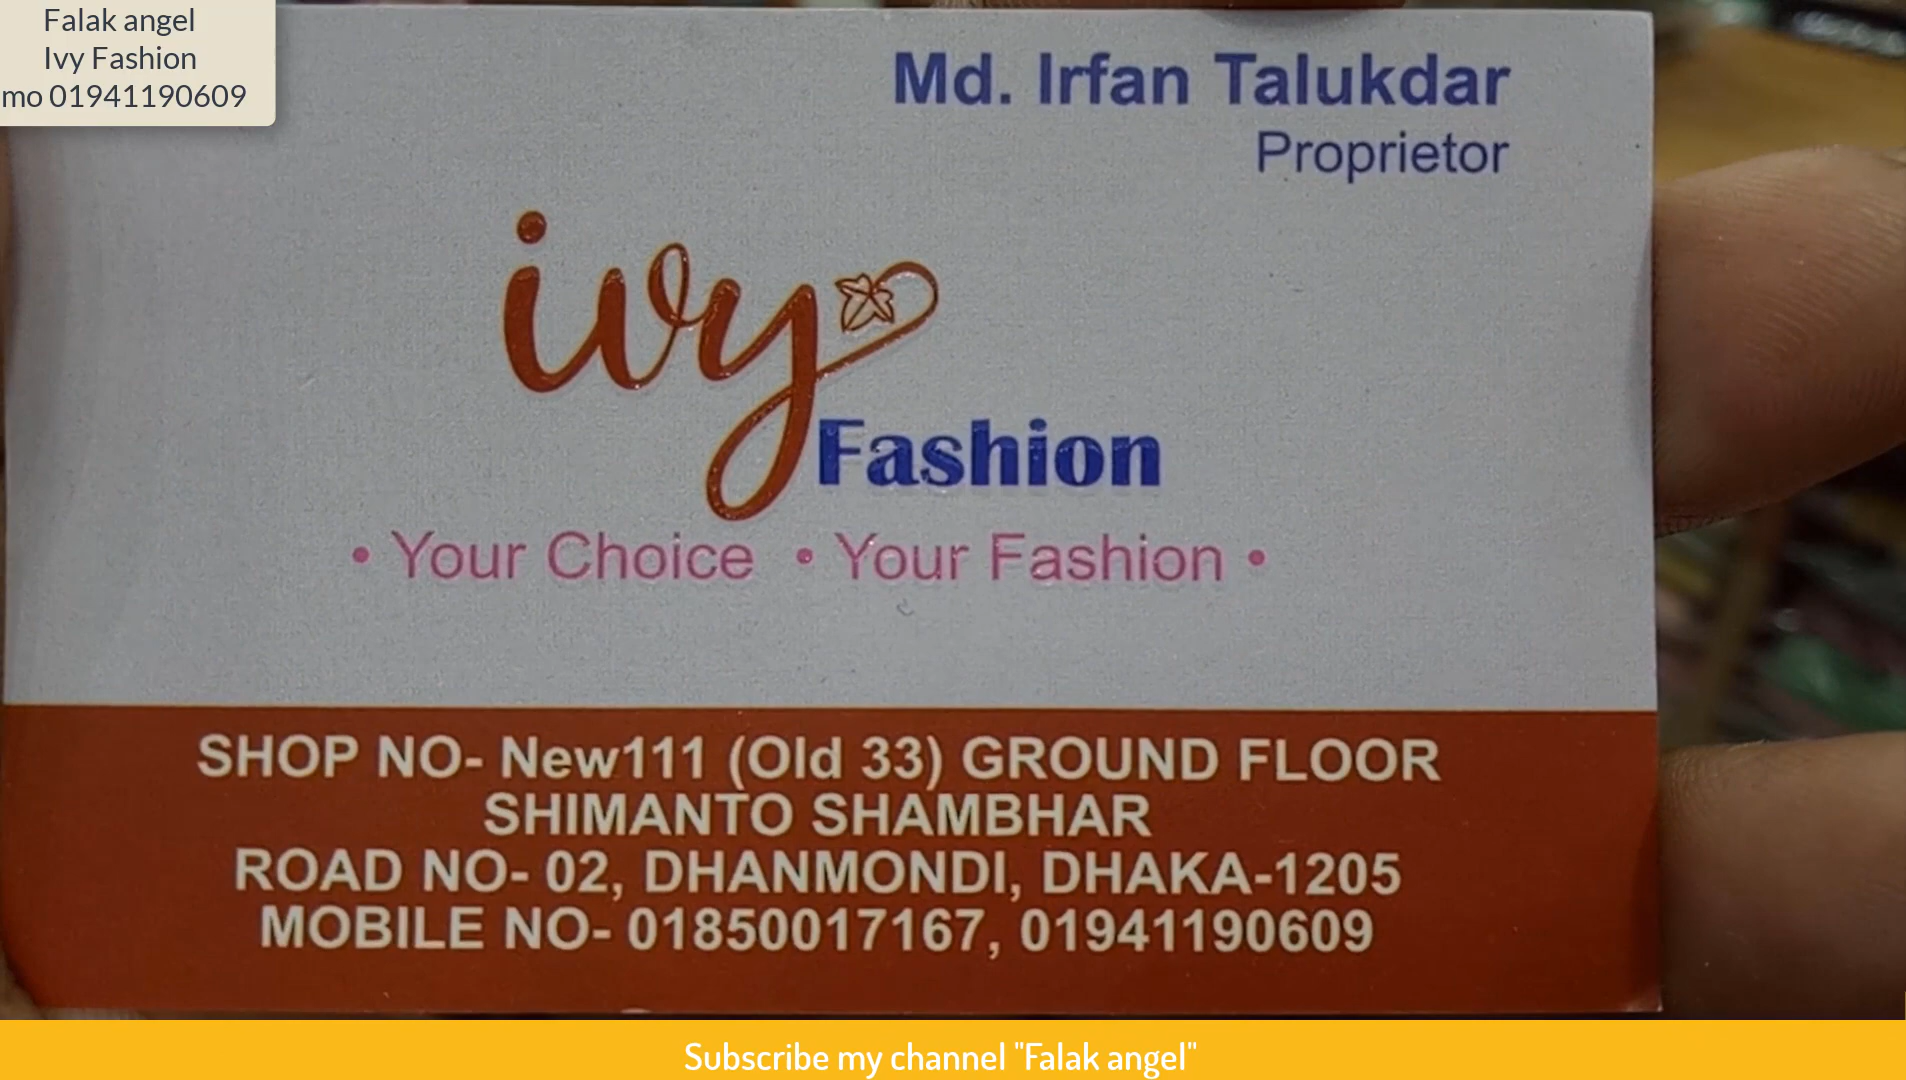 Falak angel
Ivy Fashion
mo 01941190609
Md. Irfan Talukdar
Proprietor
ivy
Fashion
• Your Choice • Your Fashion •
SHOP NO- New111 (Old 33) GROUND FLOOR
SHIMANTO SHAMBHAR
ROAD NO- 02, DHANMONDI, DHAKA-1205
MOBILE NO- 01850017167, 01941190609
Subscribe my channel "Falak angel"